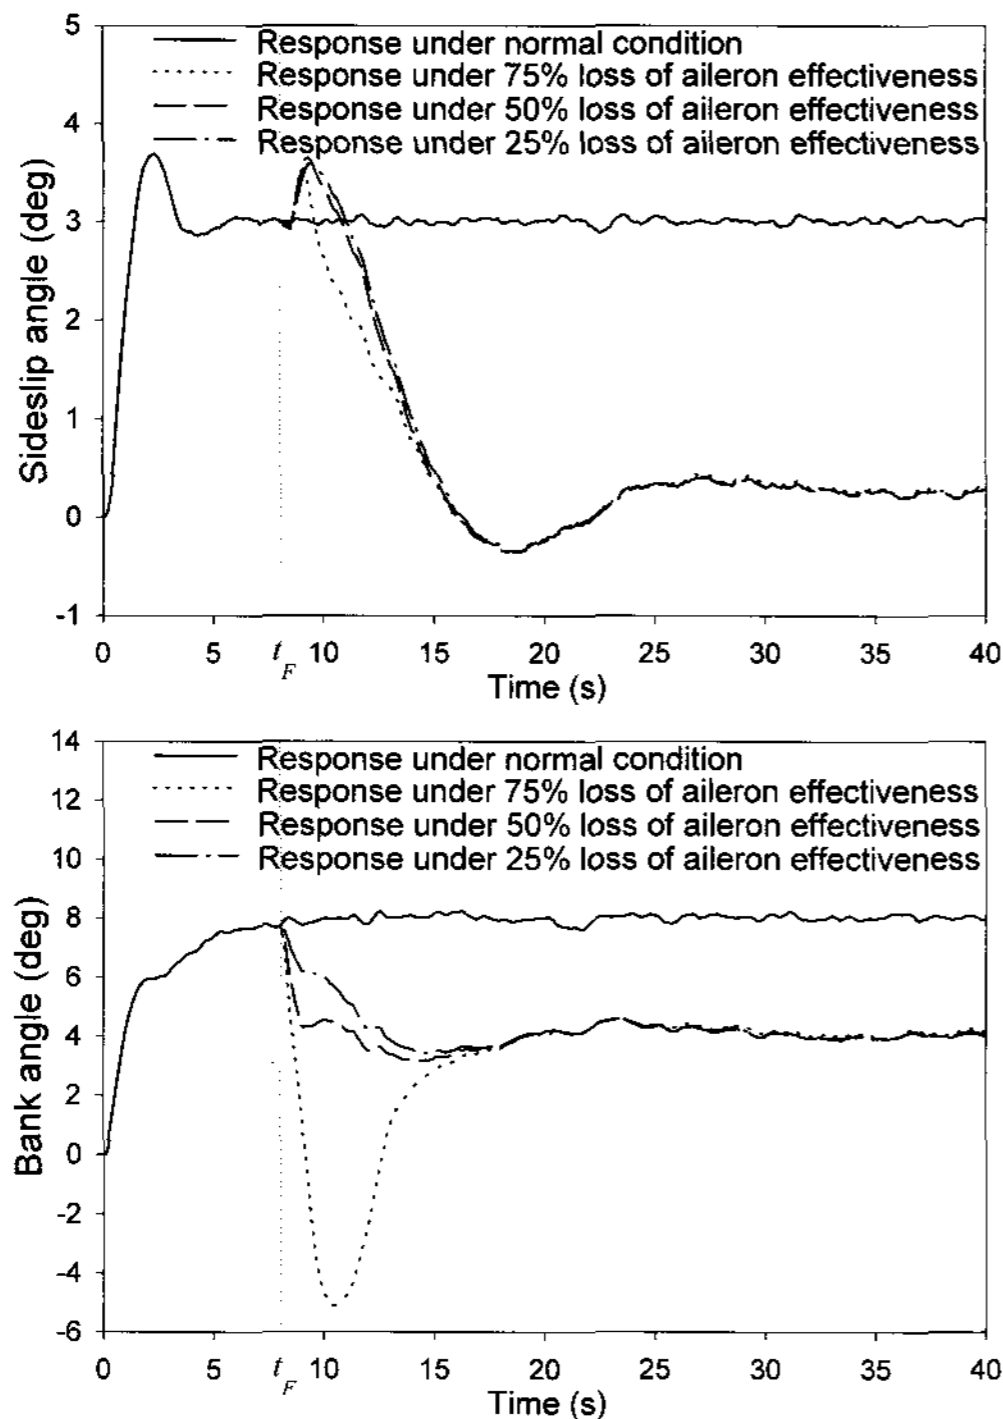 5
Response under normal condition
Response under 75% loss of aileron effectiveness
4
Response under 50% loss of aileron effectiveness
Response under 25% loss of aileron effectiveness
3
2
1
0
-1
Sideslip angle (deg)
0 5 t_F 10 15 20 25 30 35 40
Time (s)
14
Response under normal condition
12
Response under 75% loss of aileron effectiveness
Response under 50% loss of aileron effectiveness
10
Response under 25% loss of aileron effectiveness
8
6
4
2
0
-2
-4
-6
Bank angle (deg)
0 5 t_F 10 15 20 25 30 35 40
Time (s)